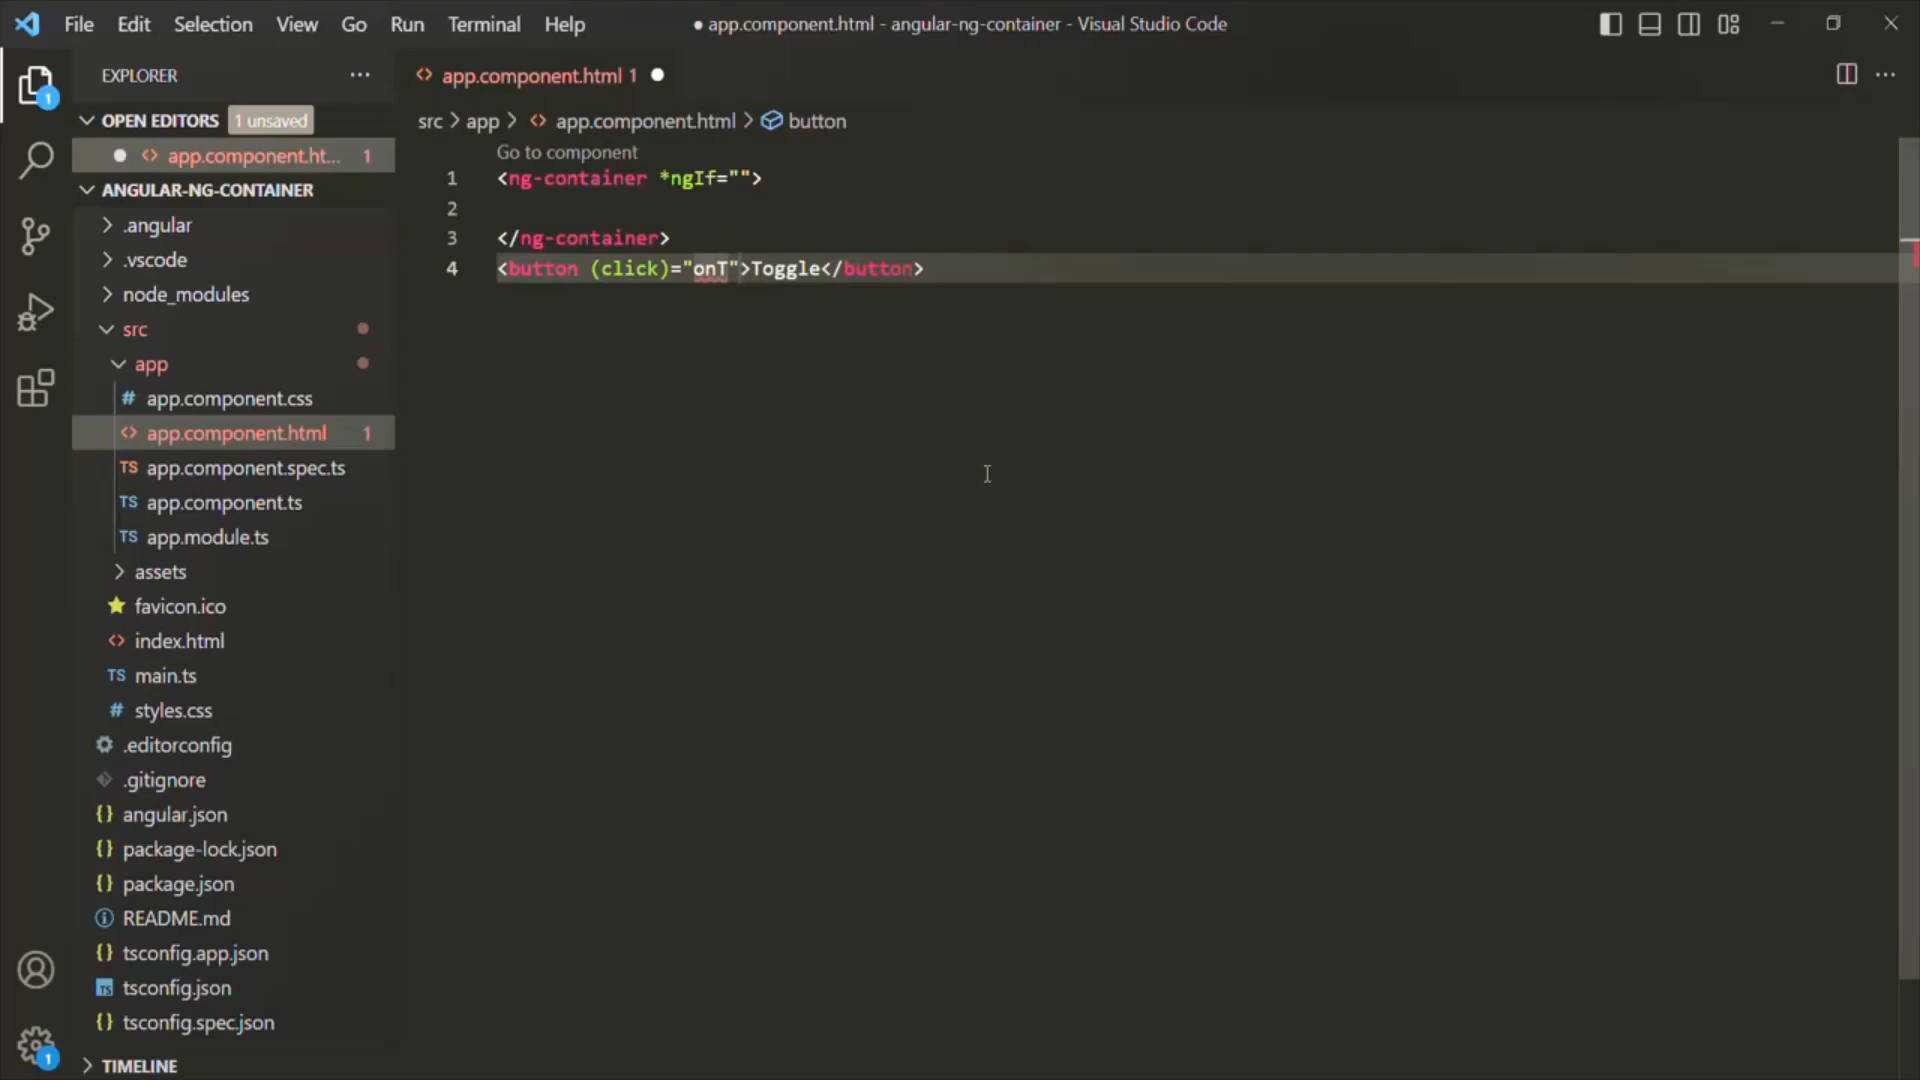 File Edit Selection View Go Run Terminal Help ● app.component.html - angular-ng-container - Visual Studio Code
EXPLORER
OPEN EDITORS 1 unsaved
app.component.ht... 1
ANGULAR-NG-CONTAINER
.angular
.vscode
node_modules
src
app
app.component.css
app.component.html 1
app.component.spec.ts
app.component.ts
app.module.ts
assets
favicon.ico
index.html
main.ts
styles.css
.editorconfig
.gitignore
angular.json
package-lock.json
package.json
README.md
tsconfig.app.json
tsconfig.json
tsconfig.spec.json
TIMELINE
app.component.html 1
src > app > app.component.html > button
Go to component
1 <ng-container *ngIf="">
2
3 </ng-container>
4 <button (click)="onT">Toggle</button>
1
1